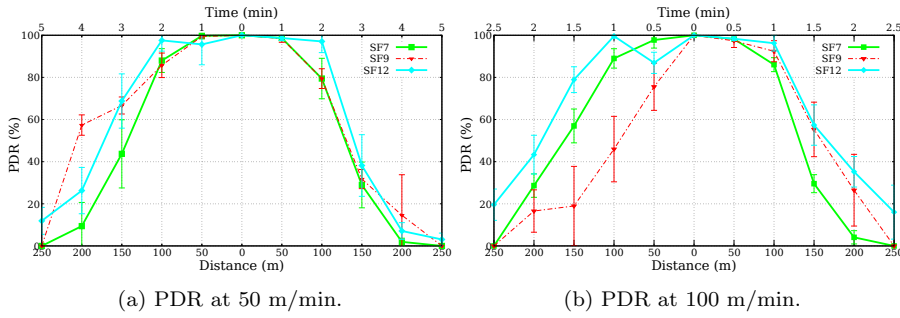 Time (min)
5 4 3 2 1 0 1 2 3 4 5
100
80
60
40
20
0
PDR (%)
SF7
SF9
SF12
250 200 150 100 50 0 50 100 150 200 250
Distance (m)
(a) PDR at 50 m/min.
Time (min)
2.5 2 1.5 1 0.5 0 0.5 1 1.5 2 2.5
100
80
60
40
20
0
PDR (%)
SF7
SF9
SF12
250 200 150 100 50 0 50 100 150 200 250
Distance (m)
(b) PDR at 100 m/min.